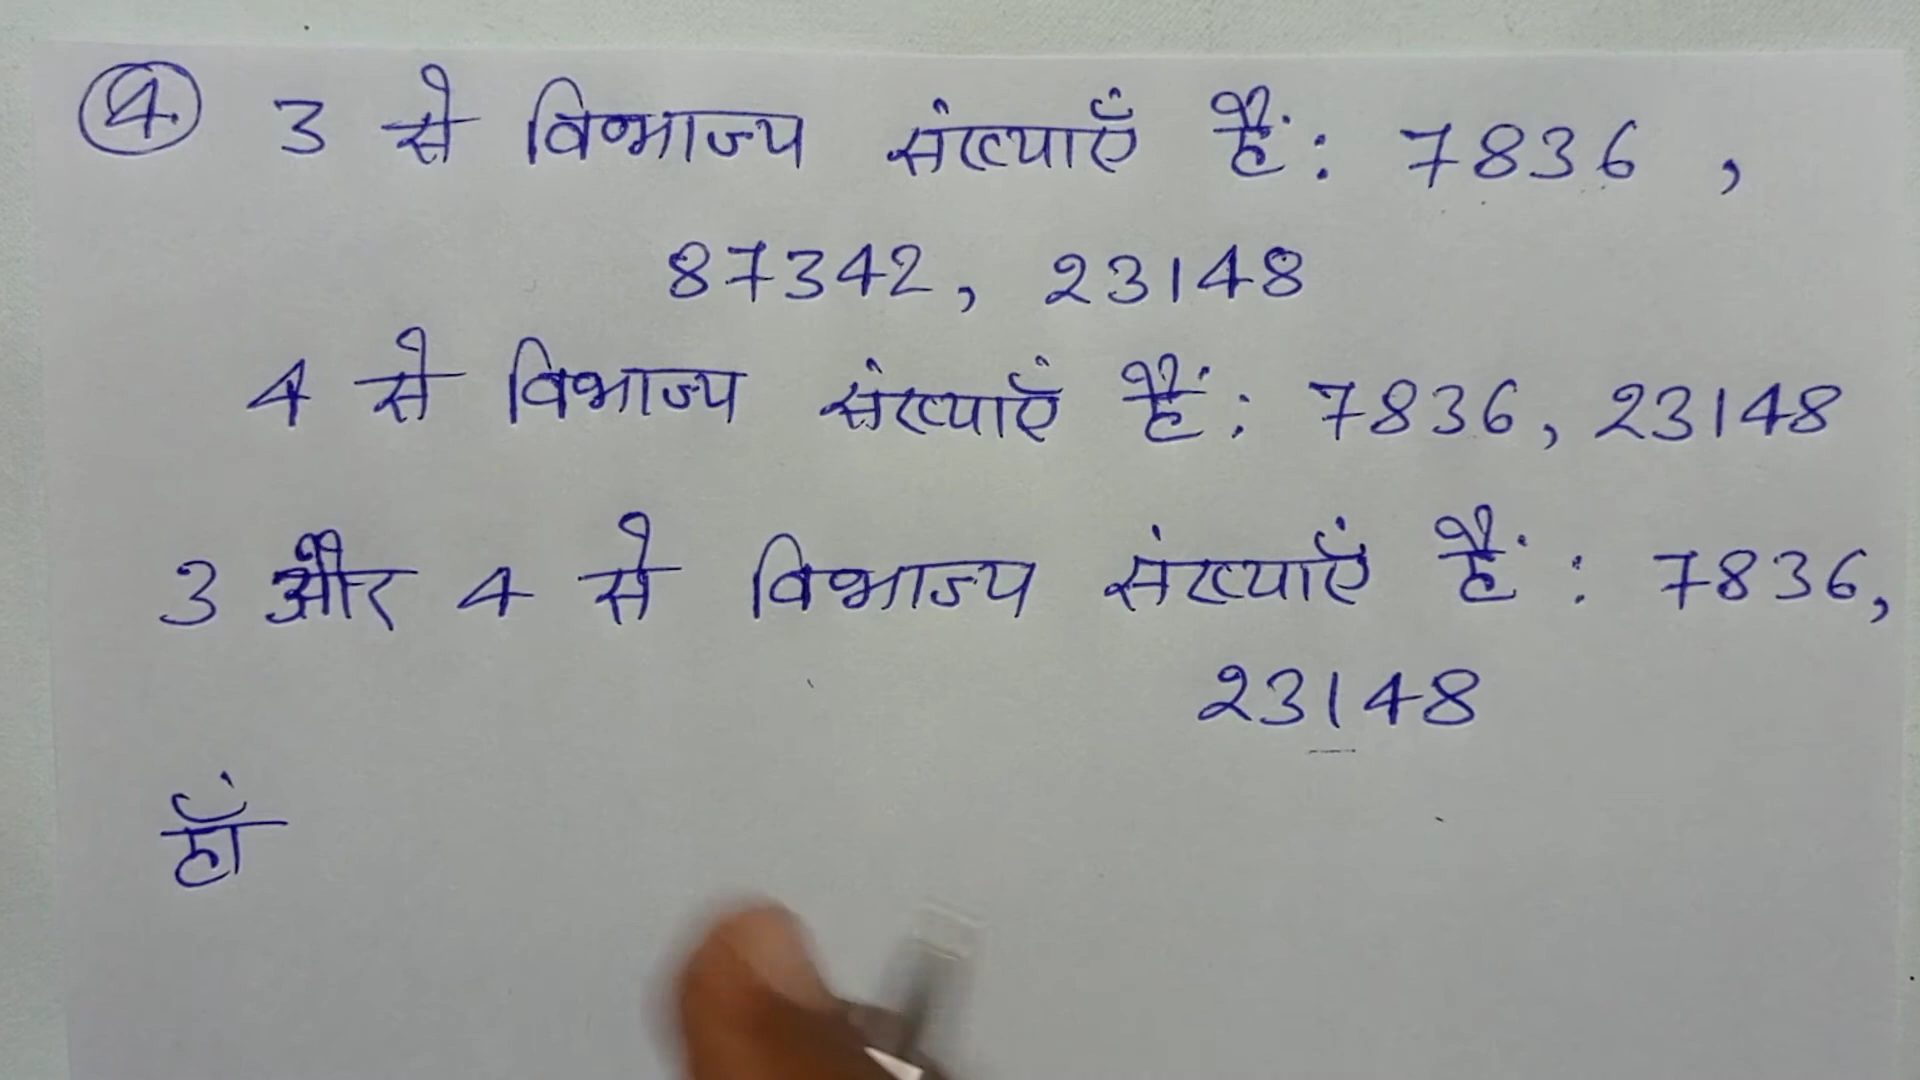 4. 3 से विभाज्य संख्याएँ हैं: 7836 ,
87342, 23148
4 से विभाज्य संख्याएँ हैं: 7836, 23148
3 और 4 से विभाज्य संख्याएँ हैं : 7836,
23148
हाँ